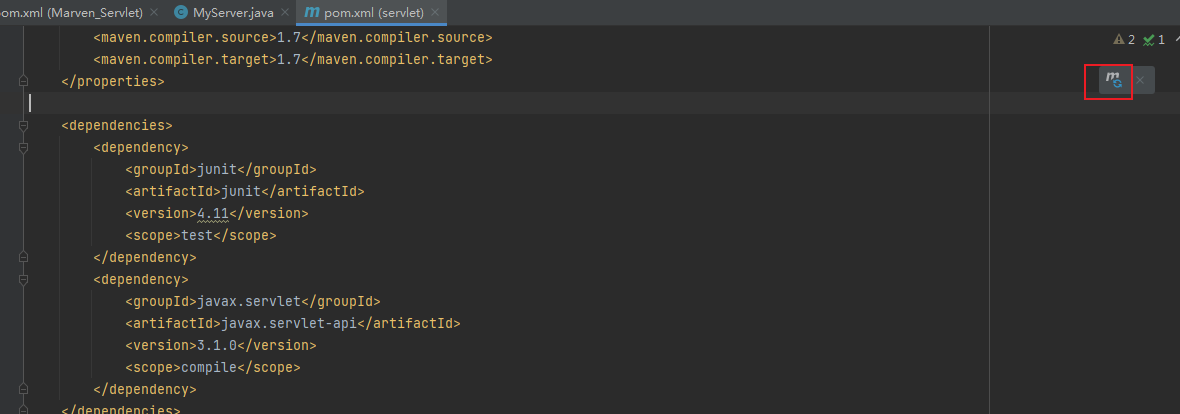 om.xml (Marven_Servlet) MyServer.java m pom.xml (servlet)
<maven.compiler.source>1.7</maven.compiler.source> 2 1
<maven.compiler.target>1.7</maven.compiler.target>
</properties> m
<dependencies>
<dependency>
<groupId>junit</groupId>
<artifactId>junit</artifactId>
<version>4.11</version>
<scope>test</scope>
</dependency>
<dependency>
<groupId>javax.servlet</groupId>
<artifactId>javax.servlet-api</artifactId>
<version>3.1.0</version>
<scope>compile</scope>
</dependency>
</dependencies>